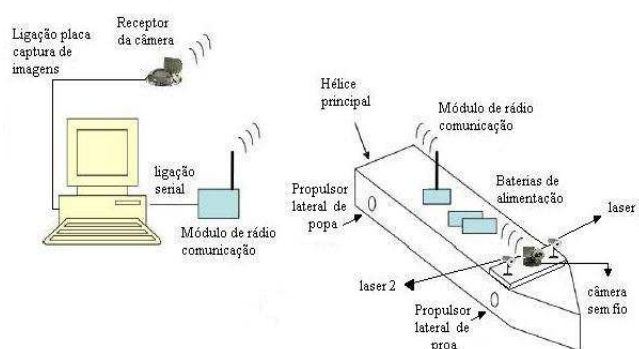 Ligação placa
captura de
imagens
Receptor
da câmera
ligação
serial
Módulo de rádio
comunicação
Hélice
principal
Módulo de rádio
comunicação
Baterias de
alimentação
laser
Propulsor
lateral de
popa
laser 2
câmera
sem fio
Propulsor
lateral de
proa